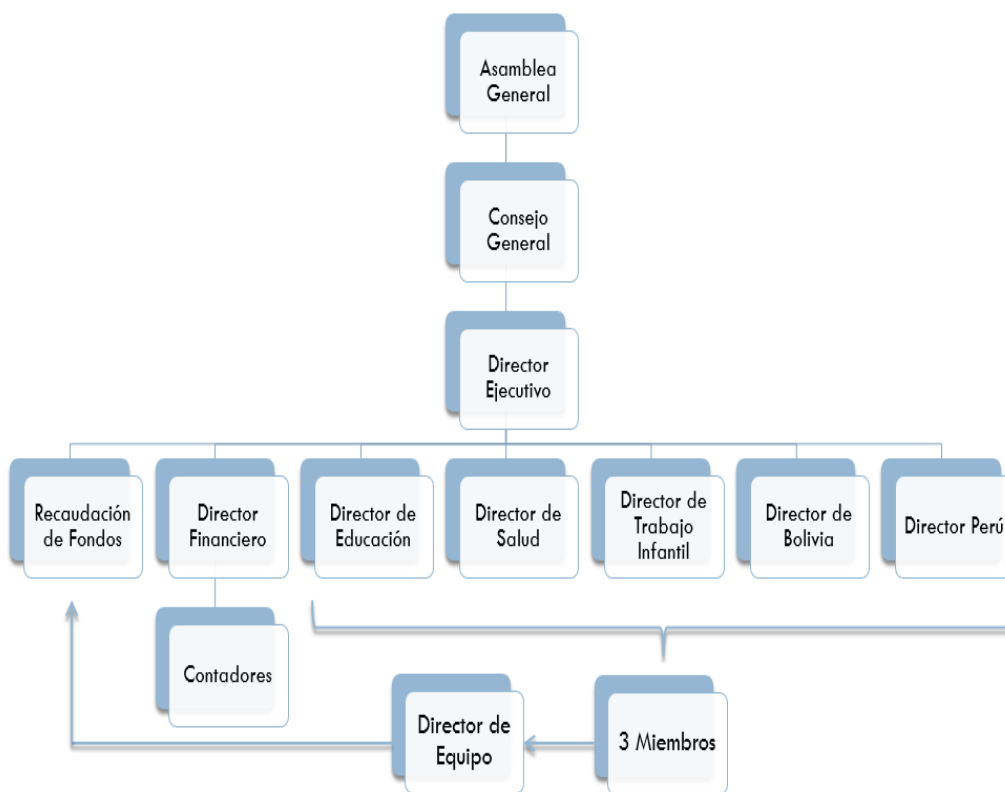 Asamblea
General
Consejo
General
Director
Ejecutivo
Recaudación
de Fondos
Director
Financiero
Director de
Educación
Director de
Salud
Director de
Trabajo
Infantil
Director de
Bolivia
Director Perú
Contadores
Director de
Equipo
3 Miembros